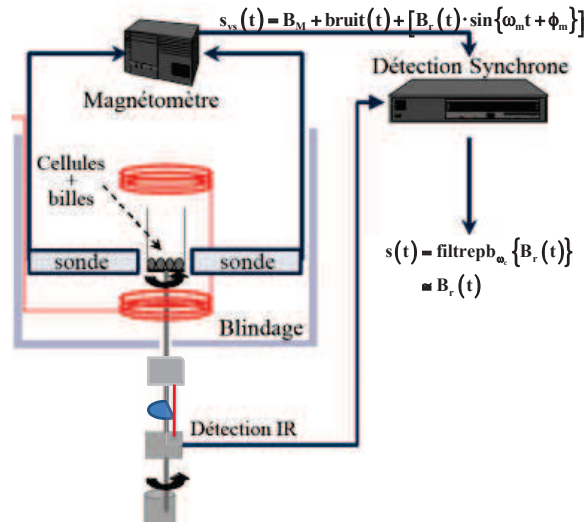 s_vs(t) = B_M + bruit(t) + [B_r(t)·sin{ω_m t + ϕ_m}]
Détection Synchrone
Magnétomètre
Cellules
+
billes
sonde
sonde
s(t) = filtrepb_ω_c {B_r(t)}
≃ B_r(t)
Blindage
Détection IR